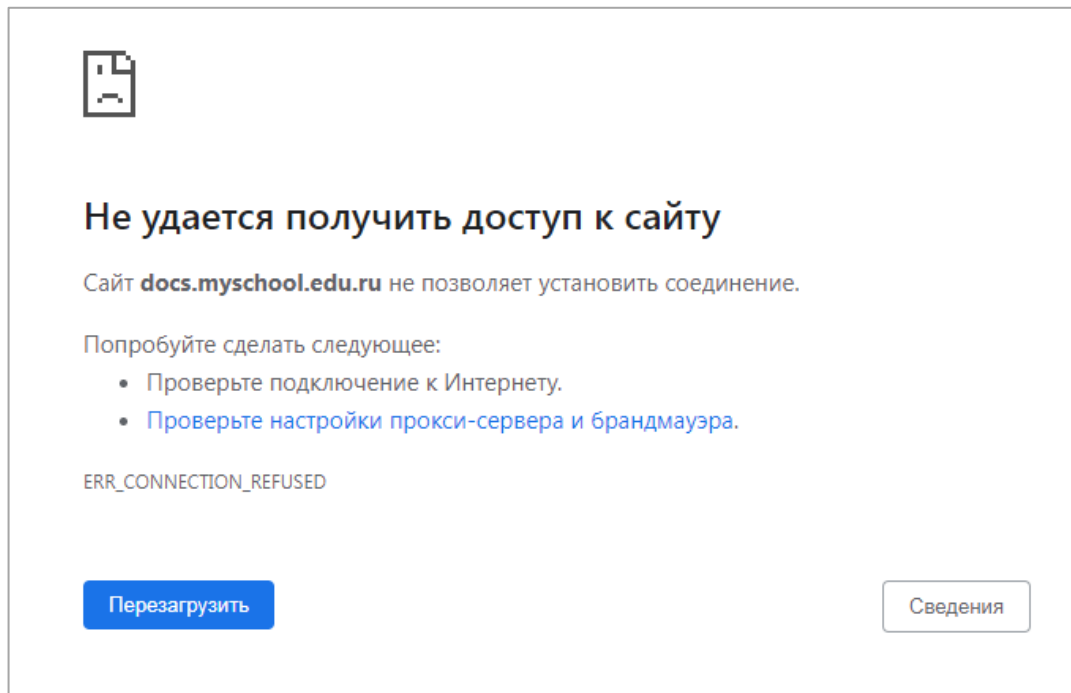 Не удается получить доступ к сайту
Сайт docs.myschool.edu.ru не позволяет установить соединение.
Попробуйте сделать следующее:
• Проверьте подключение к Интернету.
• Проверьте настройки прокси-сервера и брандмауэра.
ERR_CONNECTION_REFUSED
Перезагрузить
Сведения